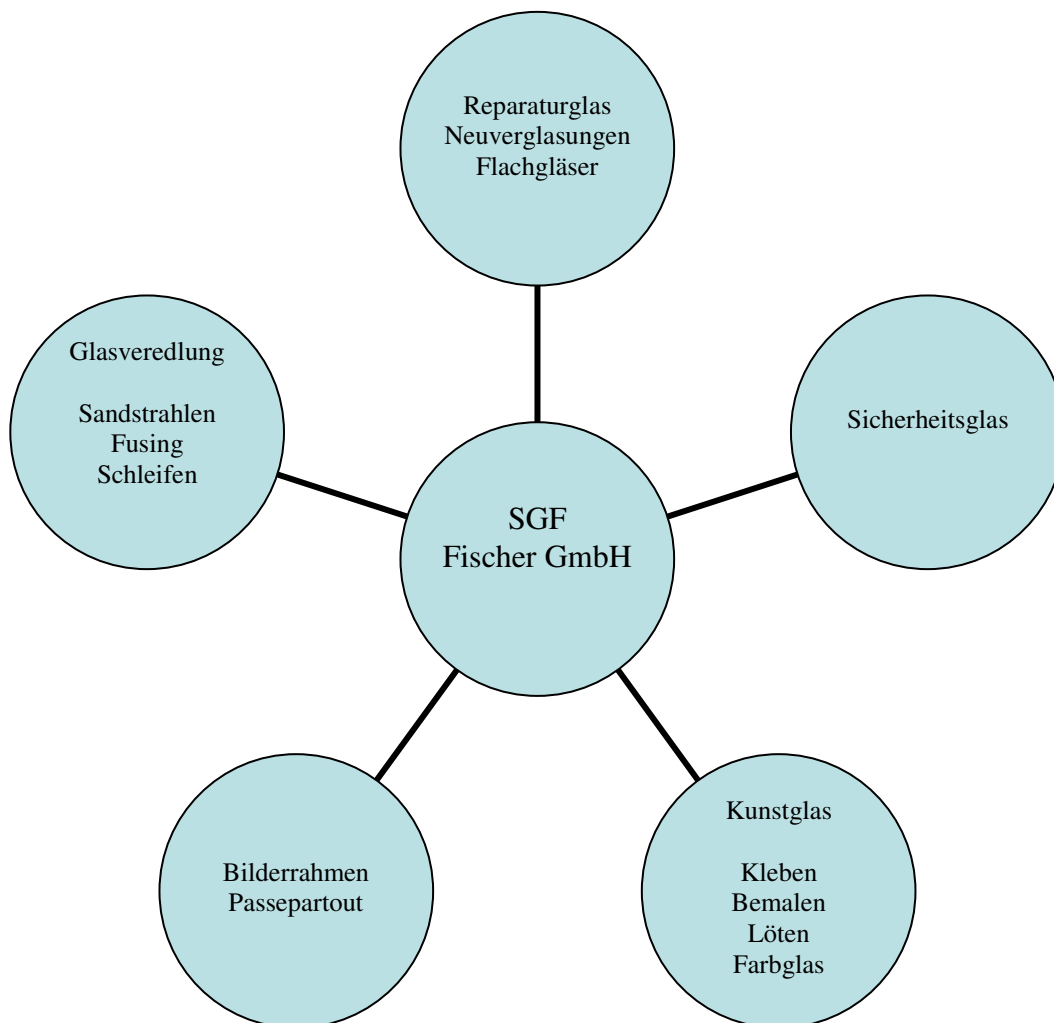 Reparaturglas
Neuverglasungen
Flachgläser
Glasveredlung
Sandstrahlen
Fusing
Schleifen
Sicherheitsglas
SGF
Fischer GmbH
Bilderrahmen
Passepartout
Kunstglas
Kleben
Bemalen
Löten
Farbglas